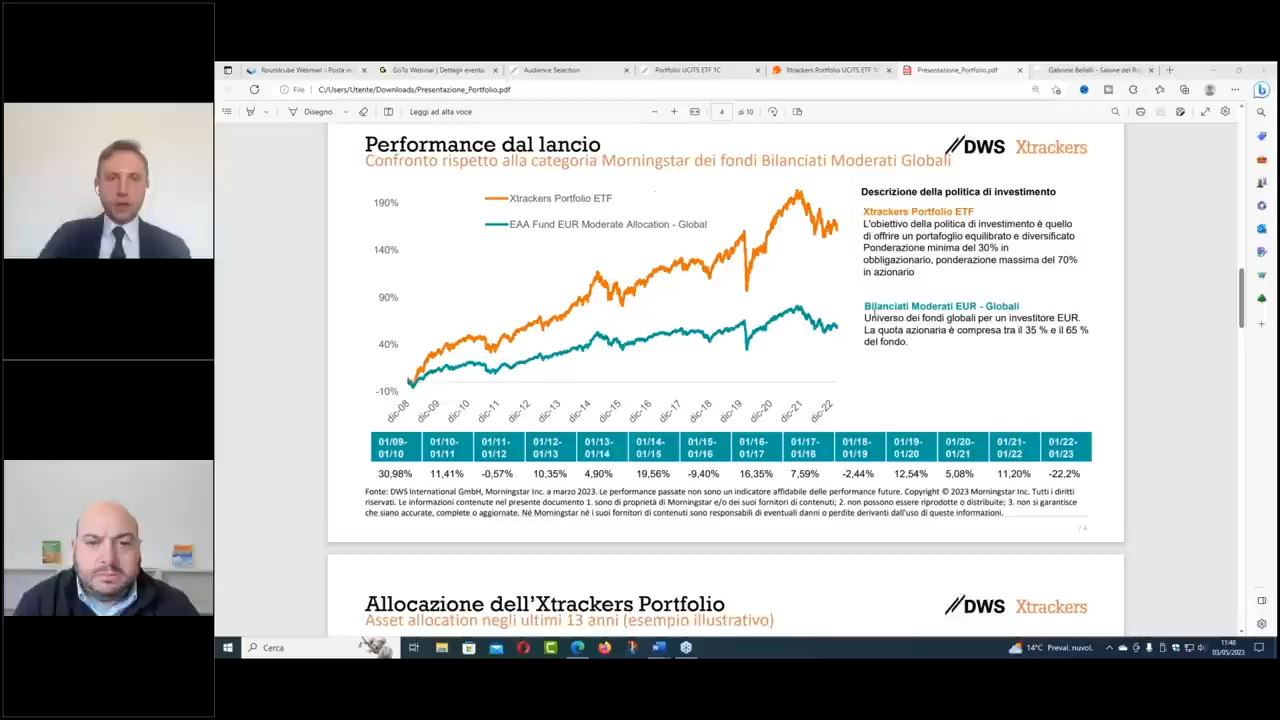 Roundcube Webmail :: Posta in
GoTo Webinar | Dettagli evento
Audience Selection
Portfolio UCITS ETF 1C
Xtrackers Portfolio UCITS ETF 1
Presentazione_Portfolio.pdf
Gabriele Bellelli - Salone del Ri
File
C:/Users/Utente/Downloads/Presentazione_Portfolio.pdf
Disegno
Leggi ad alta voce
4
di 10
Performance dal lancio
Confronto rispetto alla categoria Morningstar dei fondi Bilanciati Moderati Globali
DWS Xtrackers
Xtrackers Portfolio ETF
EAA Fund EUR Moderate Allocation - Global
190%
140%
90%
40%
-10%
dic-08 dic-09 dic-10 dic-11 dic-12 dic-13 dic-14 dic-15 dic-16 dic-17 dic-18 dic-19 dic-20 dic-21 dic-22
Descrizione della politica di investimento
Xtrackers Portfolio ETF
L'obiettivo della politica di investimento è quello
di offrire un portafoglio equilibrato e diversificato
Ponderazione minima del 30% in
obbligazionario, ponderazione massima del 70%
in azionario
Bilanciati Moderati EUR - Globali
Universo dei fondi globali per un investitore EUR.
La quota azionaria è compresa tra il 35 % e il 65 %
del fondo.
01/09- 01/10- 01/11- 01/12- 01/13- 01/14- 01/15- 01/16- 01/17- 01/18- 01/19- 01/20- 01/21- 01/22-
01/10 01/11 01/12 01/13 01/14 01/15 01/16 01/17 01/18 01/19 01/20 01/21 01/22 01/23
30,98% 11,41% -0,57% 10,35% 4,90% 19,56% -9,40% 16,35% 7,59% -2,44% 12,54% 5,08% 11,20% -22,2%
Fonte: DWS International GmbH, Morningstar Inc. a marzo 2023. Le performance passate non sono un indicatore affidabile delle performance future. Copyright © 2023 Morningstar Inc. Tutti i diritti
riservati. Le informazioni contenute nel presente documento 1. sono di proprietà di Morningstar e/o dei suoi fornitori di contenuti; 2. non possono essere riprodotte o distribuite; 3. non si garantisce
che siano accurate, complete o aggiornate. Né Morningstar né i suoi fornitori di contenuti sono responsabili di eventuali danni o perdite derivanti dall'uso di queste informazioni.
/ 4
Allocazione dell'Xtrackers Portfolio
Asset allocation negli ultimi 13 anni (esempio illustrativo)
DWS Xtrackers
Cerca
14°C Preval. nuvol.
11:48
03/05/2023